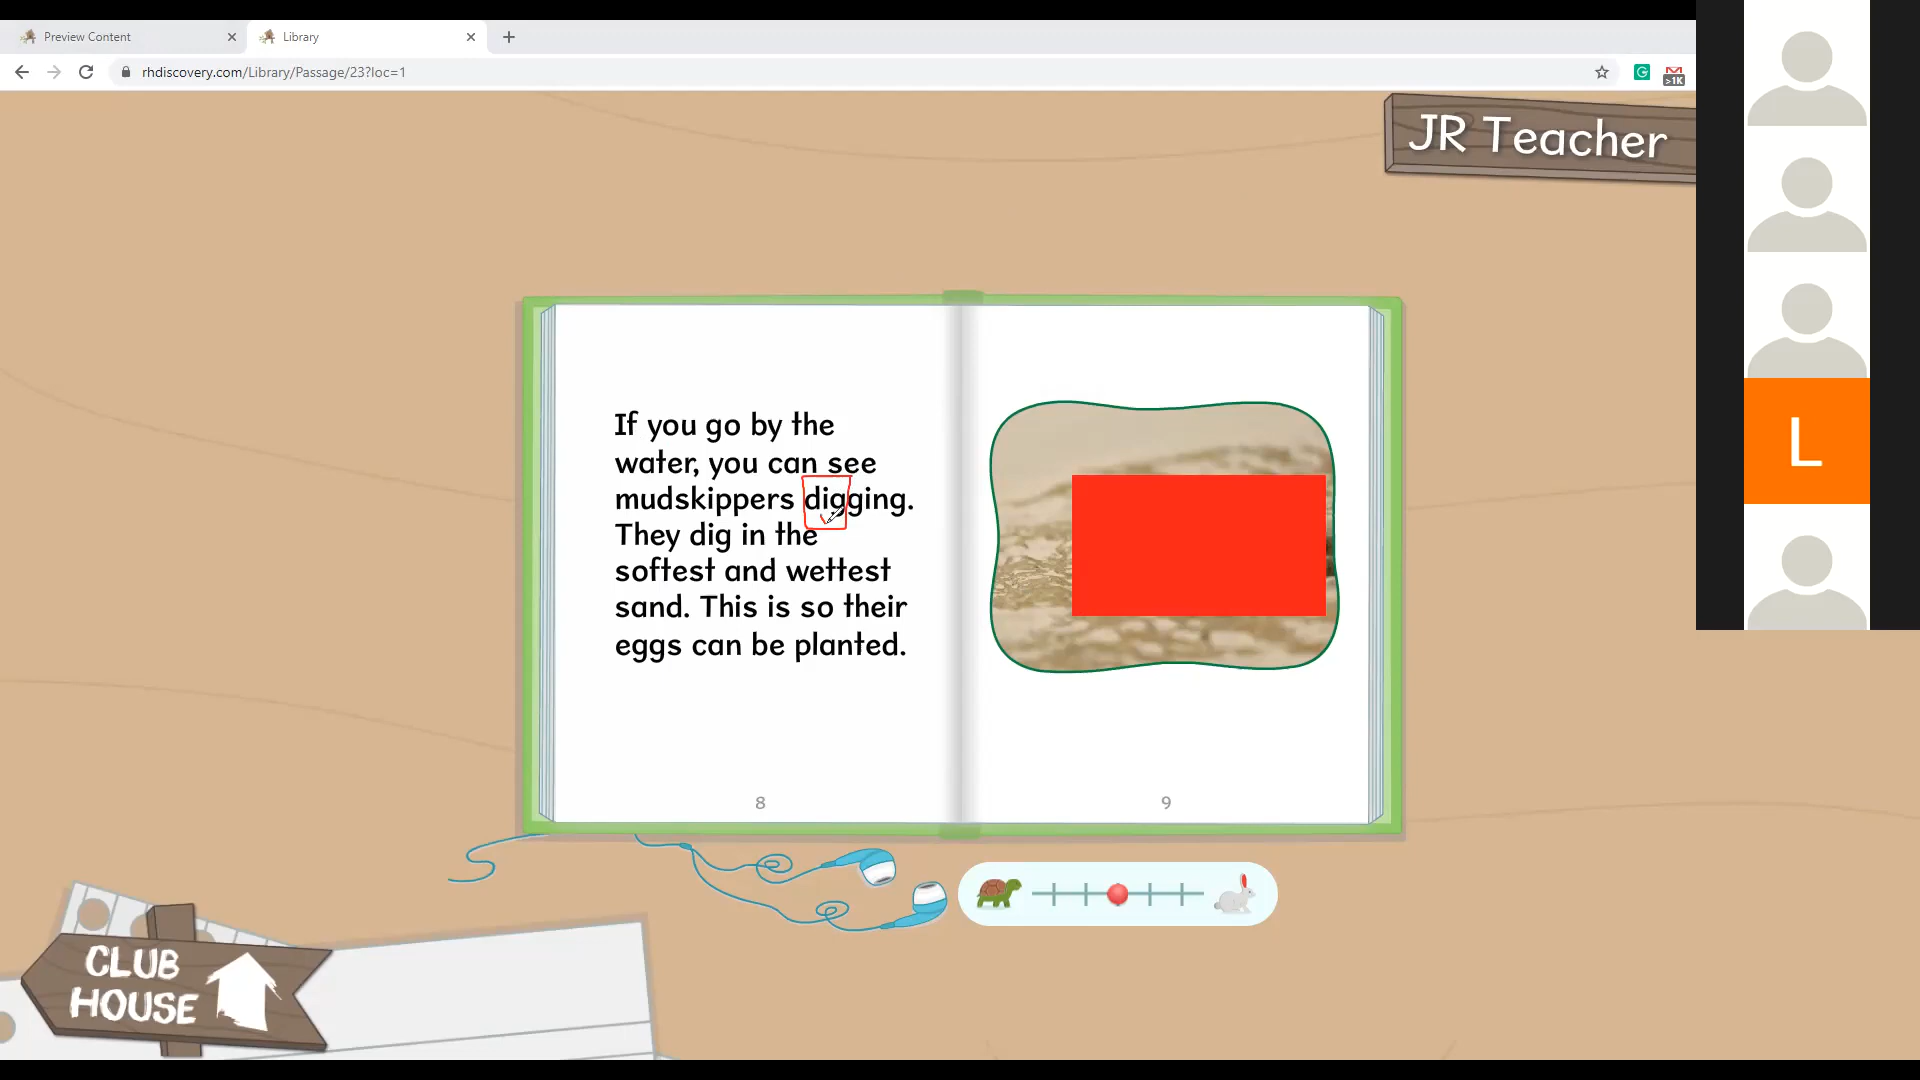 Preview Content
Library
rhdiscovery.com/Library/Passage/23?loc=1
>1K
JR Teacher
L
If you go by the
water, you can see
mudskippers digging.
They dig in the
softest and wettest
sand. This is so their
eggs can be planted.
8
9
CLUB
HOUSE